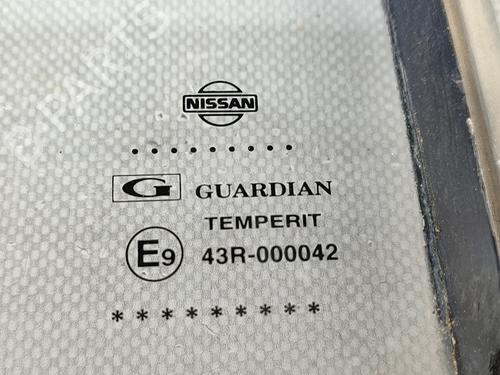 NISSAN
. . . . . . . . .
G GUARDIAN
TEMPERIT
E9 43R-000042
* * * * * * * * *